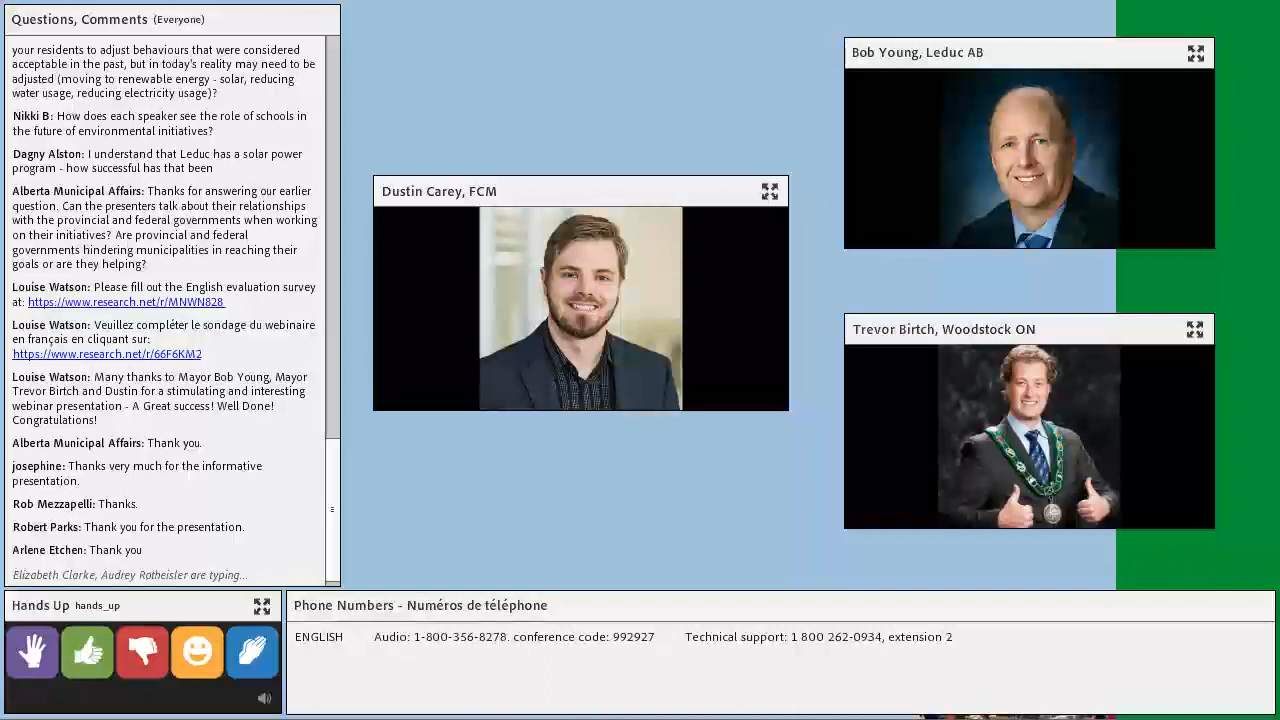 Questions, Comments (Everyone)
your residents to adjust behaviours that were considered
acceptable in the past, but in today's reality may need to be
adjusted (moving to renewable energy - solar, reducing
water usage, reducing electricity usage)?
Nikki B: How does each speaker see the role of schools in
the future of environmental initiatives?
Dagny Alston: I understand that Leduc has a solar power
program - how successful has that been
Alberta Municipal Affairs: Thanks for answering our earlier
question. Can the presenters talk about their relationships
with the provincial and federal governments when working
on their initiatives? Are provincial and federal
governments hindering municipalities in reaching their
goals or are they helping?
Louise Watson: Please fill out the English evaluation survey
at: https://www.research.net/r/MNWN828
Louise Watson: Veuillez compléter le sondage du webinaire
en français en cliquant sur:
https://www.research.net/r/66F6KM2
Louise Watson: Many thanks to Mayor Bob Young, Mayor
Trevor Birtch and Dustin for a stimulating and interesting
webinar presentation - A Great success! Well Done!
Congratulations!
Alberta Municipal Affairs: Thank you.
josephine: Thanks very much for the informative
presentation.
Rob Mezzapelli: Thanks.
Robert Parks: Thank you for the presentation.
Arlene Etchen: Thank you
Elizabeth Clarke, Audrey Rotheisler are typing...
Dustin Carey, FCM
Bob Young, Leduc AB
Trevor Birtch, Woodstock ON
Hands Up hands_up
Phone Numbers - Numéros de téléphone
ENGLISH Audio: 1-800-356-8278. conference code: 992927 Technical support: 1 800 262-0934, extension 2